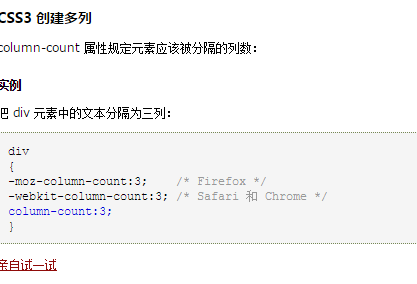 CSS3 创建多列
column-count 属性规定元素应该被分隔的列数：
实例
把 div 元素中的文本分隔为三列：
div
{
-moz-column-count:3; /* Firefox */
-webkit-column-count:3; /* Safari 和 Chrome */
column-count:3;
}
亲自试一试